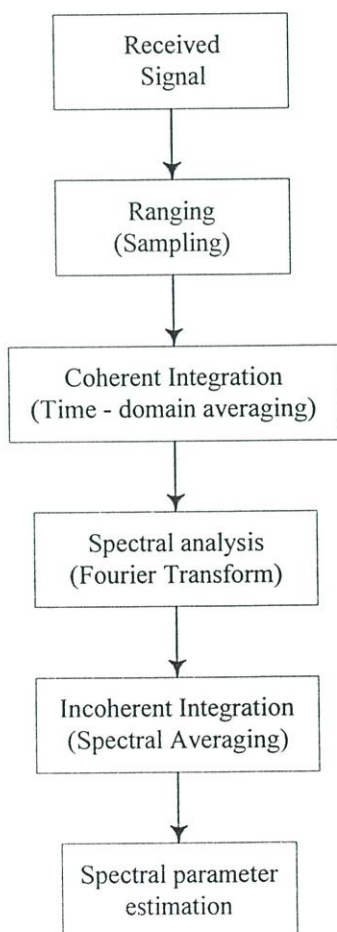 Received
Signal
Ranging
(Sampling)
Coherent Integration
(Time - domain averaging)
Spectral analysis
(Fourier Transform)
Incoherent Integration
(Spectral Averaging)
Spectral parameter
estimation